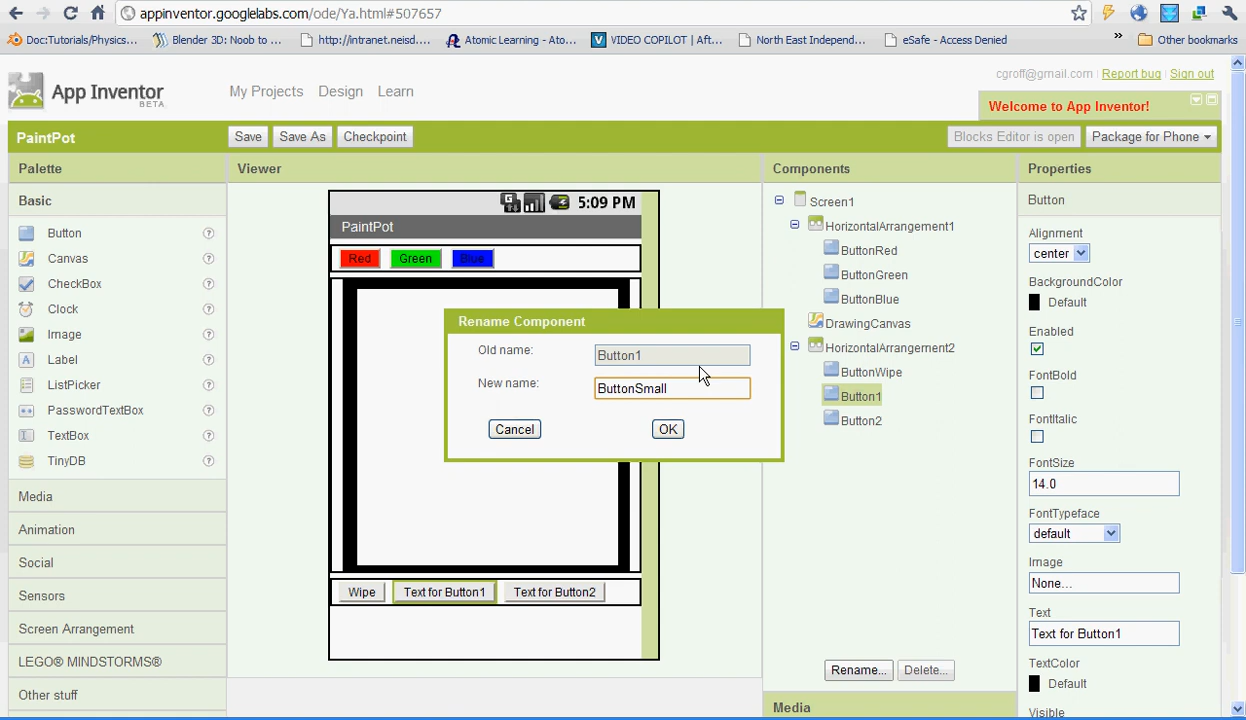 appinventor.googlelabs.com/ode/Ya.html#507657
Doc:Tutorials/Physics... Blender 3D: Noob to ... http://intranet.neisd.... Atomic Learning - Ato... VIDEO COPILOT | Aft... North East Independ... eSafe - Access Denied » Other bookmarks
cgroff@gmail.com | Report bug | Sign out
App Inventor
BETA
My Projects Design Learn
Welcome to App Inventor!
PaintPot Save Save As Checkpoint Blocks Editor is open Package for Phone
Palette Viewer Components Properties
Basic
Button ?
Canvas ?
CheckBox ?
Clock ?
Image ?
Label ?
ListPicker ?
PasswordTextBox ?
TextBox ?
TinyDB ?
Media
Animation
Social
Sensors
Screen Arrangement
LEGO® MINDSTORMS®
Other stuff
5:09 PM
PaintPot
Red Green Blue
Wipe Text for Button1 Text for Button2
Rename Component
Old name: Button1
New name: ButtonSmall
Cancel OK
Screen1
HorizontalArrangement1
ButtonRed
ButtonGreen
ButtonBlue
DrawingCanvas
HorizontalArrangement2
ButtonWipe
Button1
Button2
Rename... Delete...
Media
Button
Alignment
center
BackgroundColor
Default
Enabled
FontBold
FontItalic
FontSize
14.0
FontTypeface
default
Image
None...
Text
Text for Button1
TextColor
Default
Visible